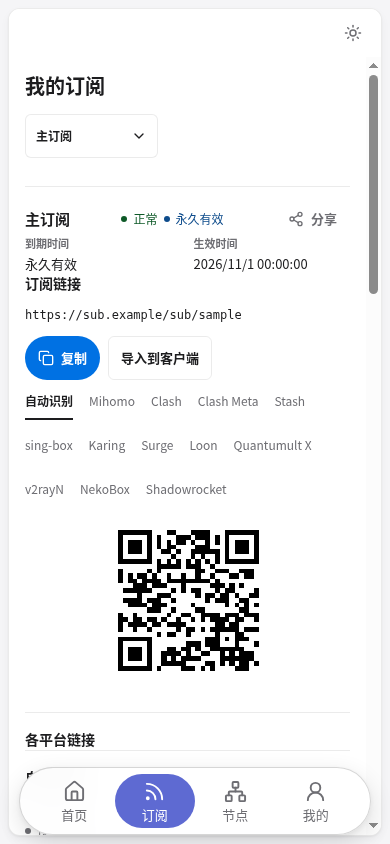 我的订阅
主订阅
主订阅 正常 永久有效 分享
到期时间 生效时间
永久有效 2026/11/1 00:00:00
订阅链接
https://sub.example/sub/sample
复制 导入到客户端
自动识别 Mihomo Clash Clash Meta Stash
sing-box Karing Surge Loon Quantumult X
v2rayN NekoBox Shadowrocket
各平台链接
首页 订阅 节点 我的